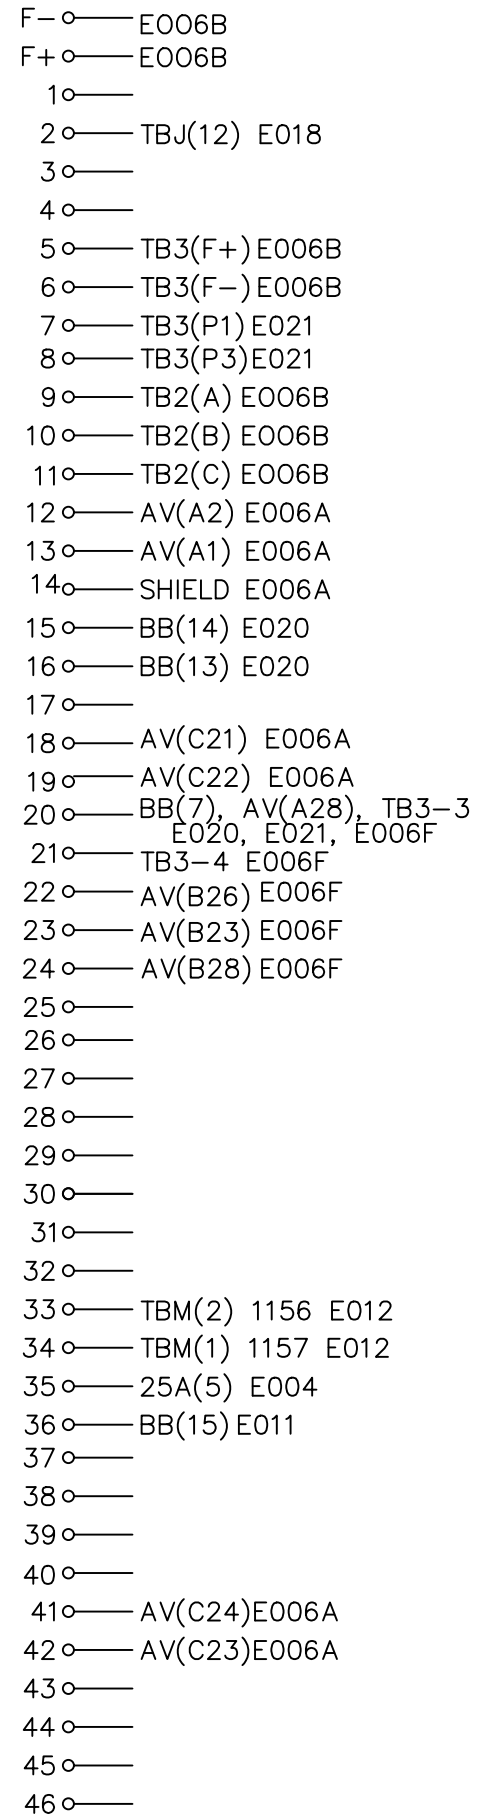 F- E006B
F+ E006B
1
2 TBJ(12) E018
3
4
5 TB3(F+) E006B
6 TB3(F-) E006B
7 TB3(P1) E021
8 TB3(P3) E021
9 TB2(A) E006B
10 TB2(B) E006B
11 TB2(C) E006B
12 AV(A2) E006A
13 AV(A1) E006A
14 SHIELD E006A
15 BB(14) E020
16 BB(13) E020
17
18 AV(C21) E006A
19 AV(C22) E006A
20 BB(7), AV(A28), TB3-3
E020, E021, E006F
21 TB3-4 E006F
22 AV(B26) E006F
23 AV(B23) E006F
24 AV(B28) E006F
25
26
27
28
29
30
31
32
33 TBM(2) 1156 E012
34 TBM(1) 1157 E012
35 25A(5) E004
36 BB(15) E011
37
38
39
40
41 AV(C24) E006A
42 AV(C23) E006A
43
44
45
46